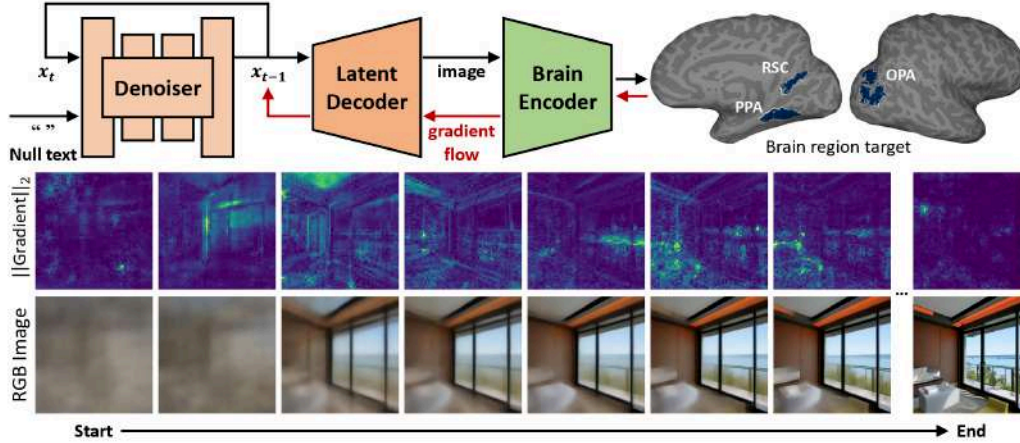 x_t
Denoiser
x_{t-1}
Latent
Decoder
image
Brain
Encoder
RSC
PPA
OPA
“ ”
Null text
gradient
flow
Brain region target
||Gradient||_2
...
RGB Image
Start
End